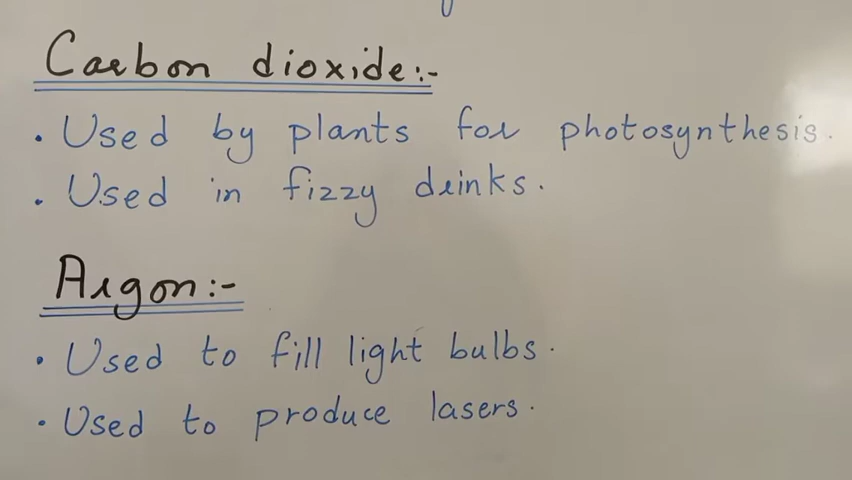 Carbon dioxide:-
• Used by plants for photosynthesis.
• Used in fizzy drinks.
Argon:-
• Used to fill light bulbs.
• Used to produce lasers.